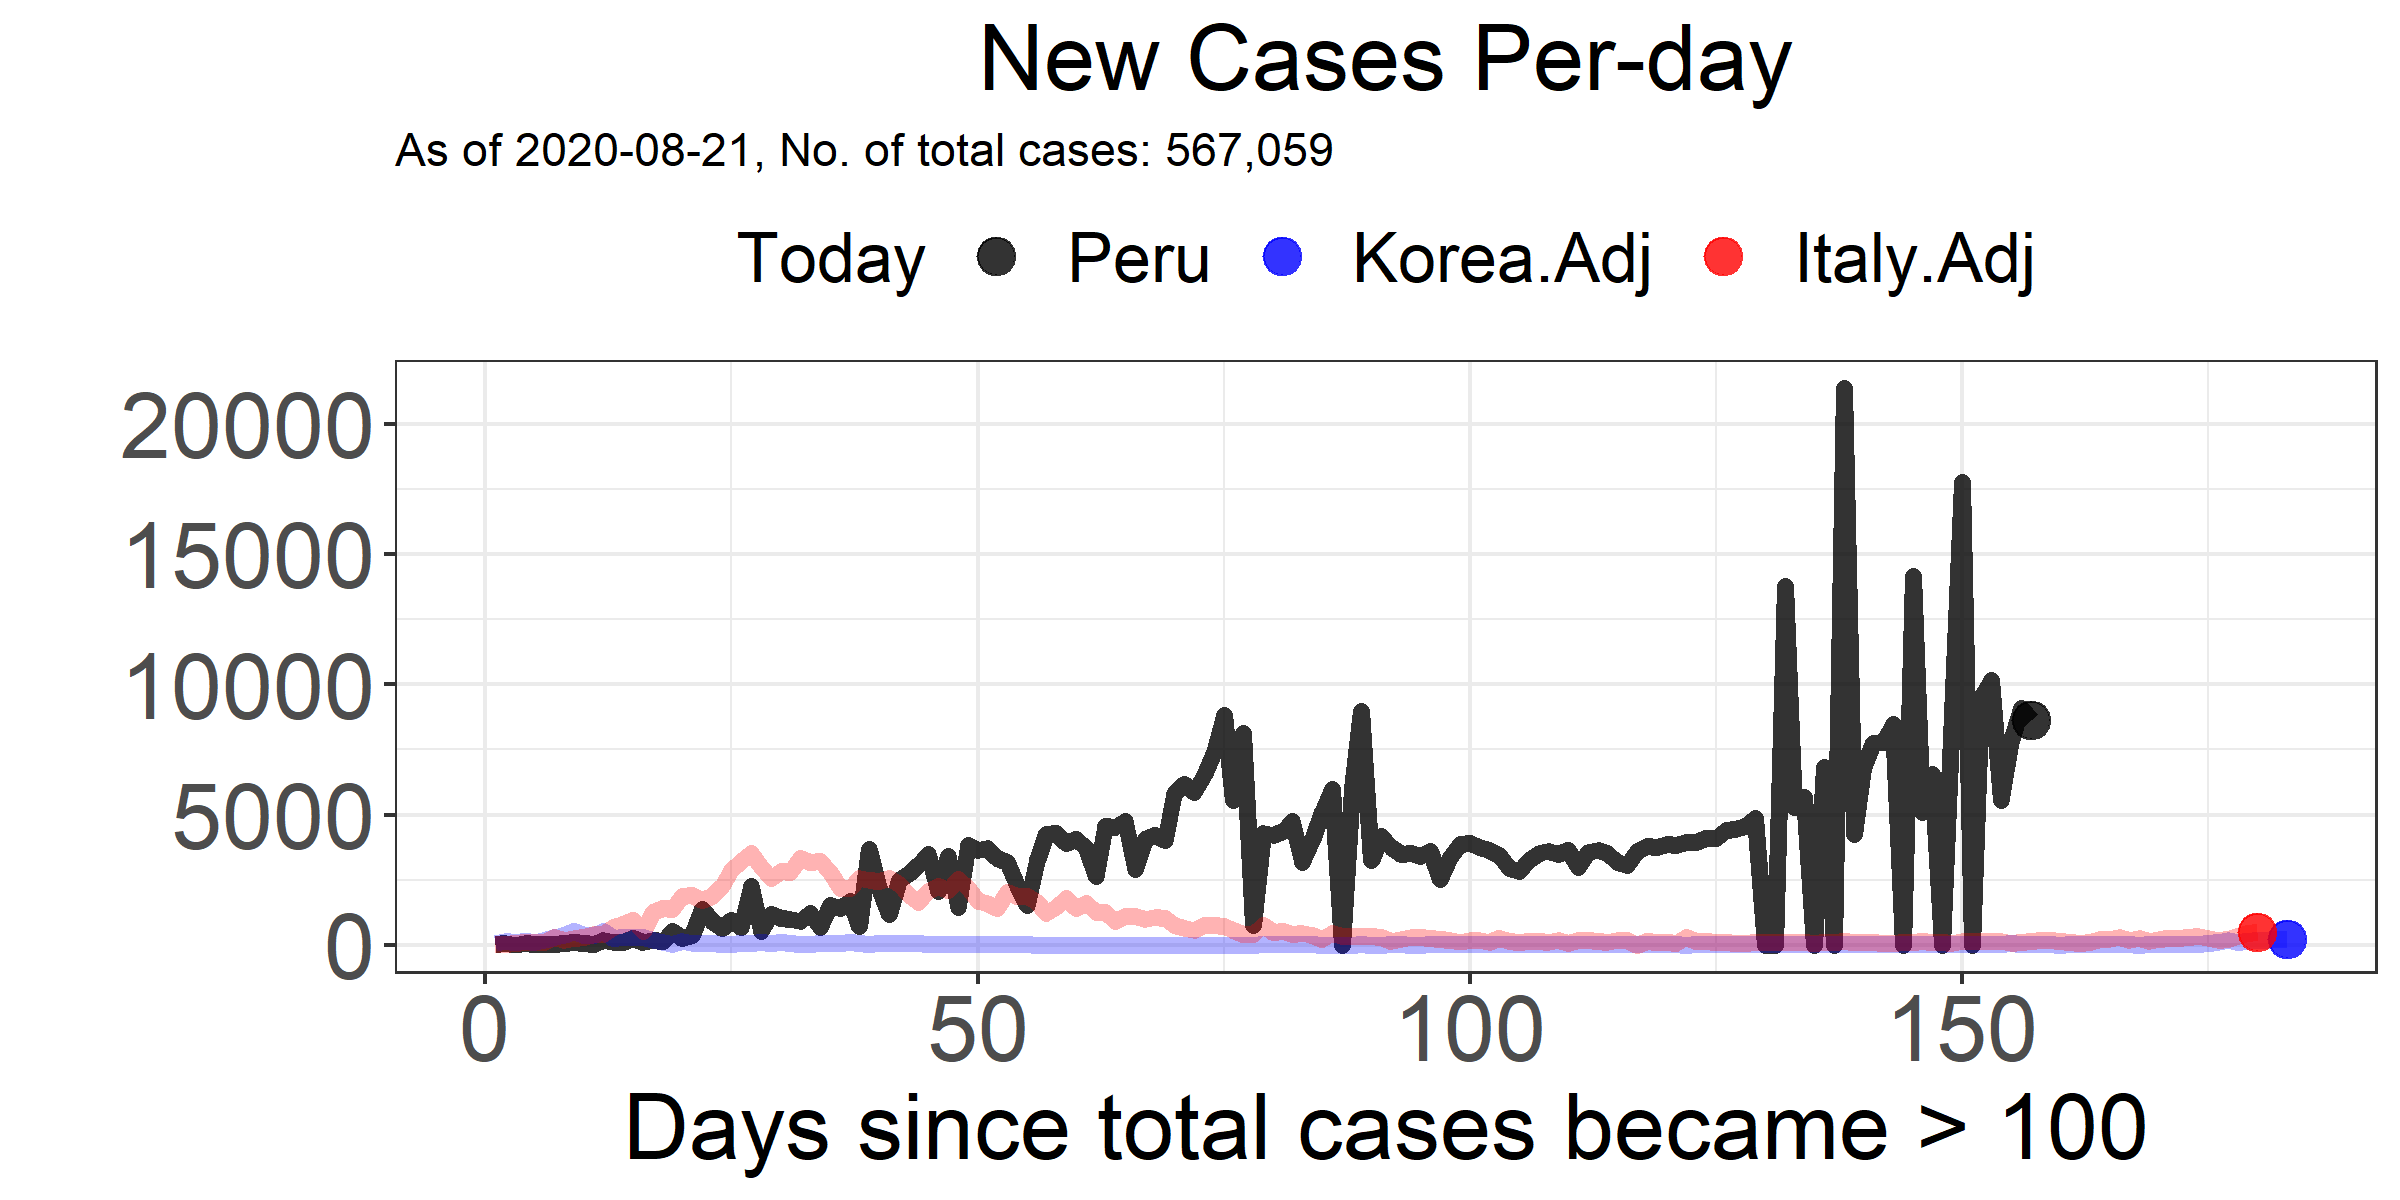 New Cases Per-day
As of 2020-08-21, No. of total cases: 567,059
Today Peru Korea.Adj Italy.Adj
20000
15000
10000
5000
0
0 50 100 150
Days since total cases became > 100